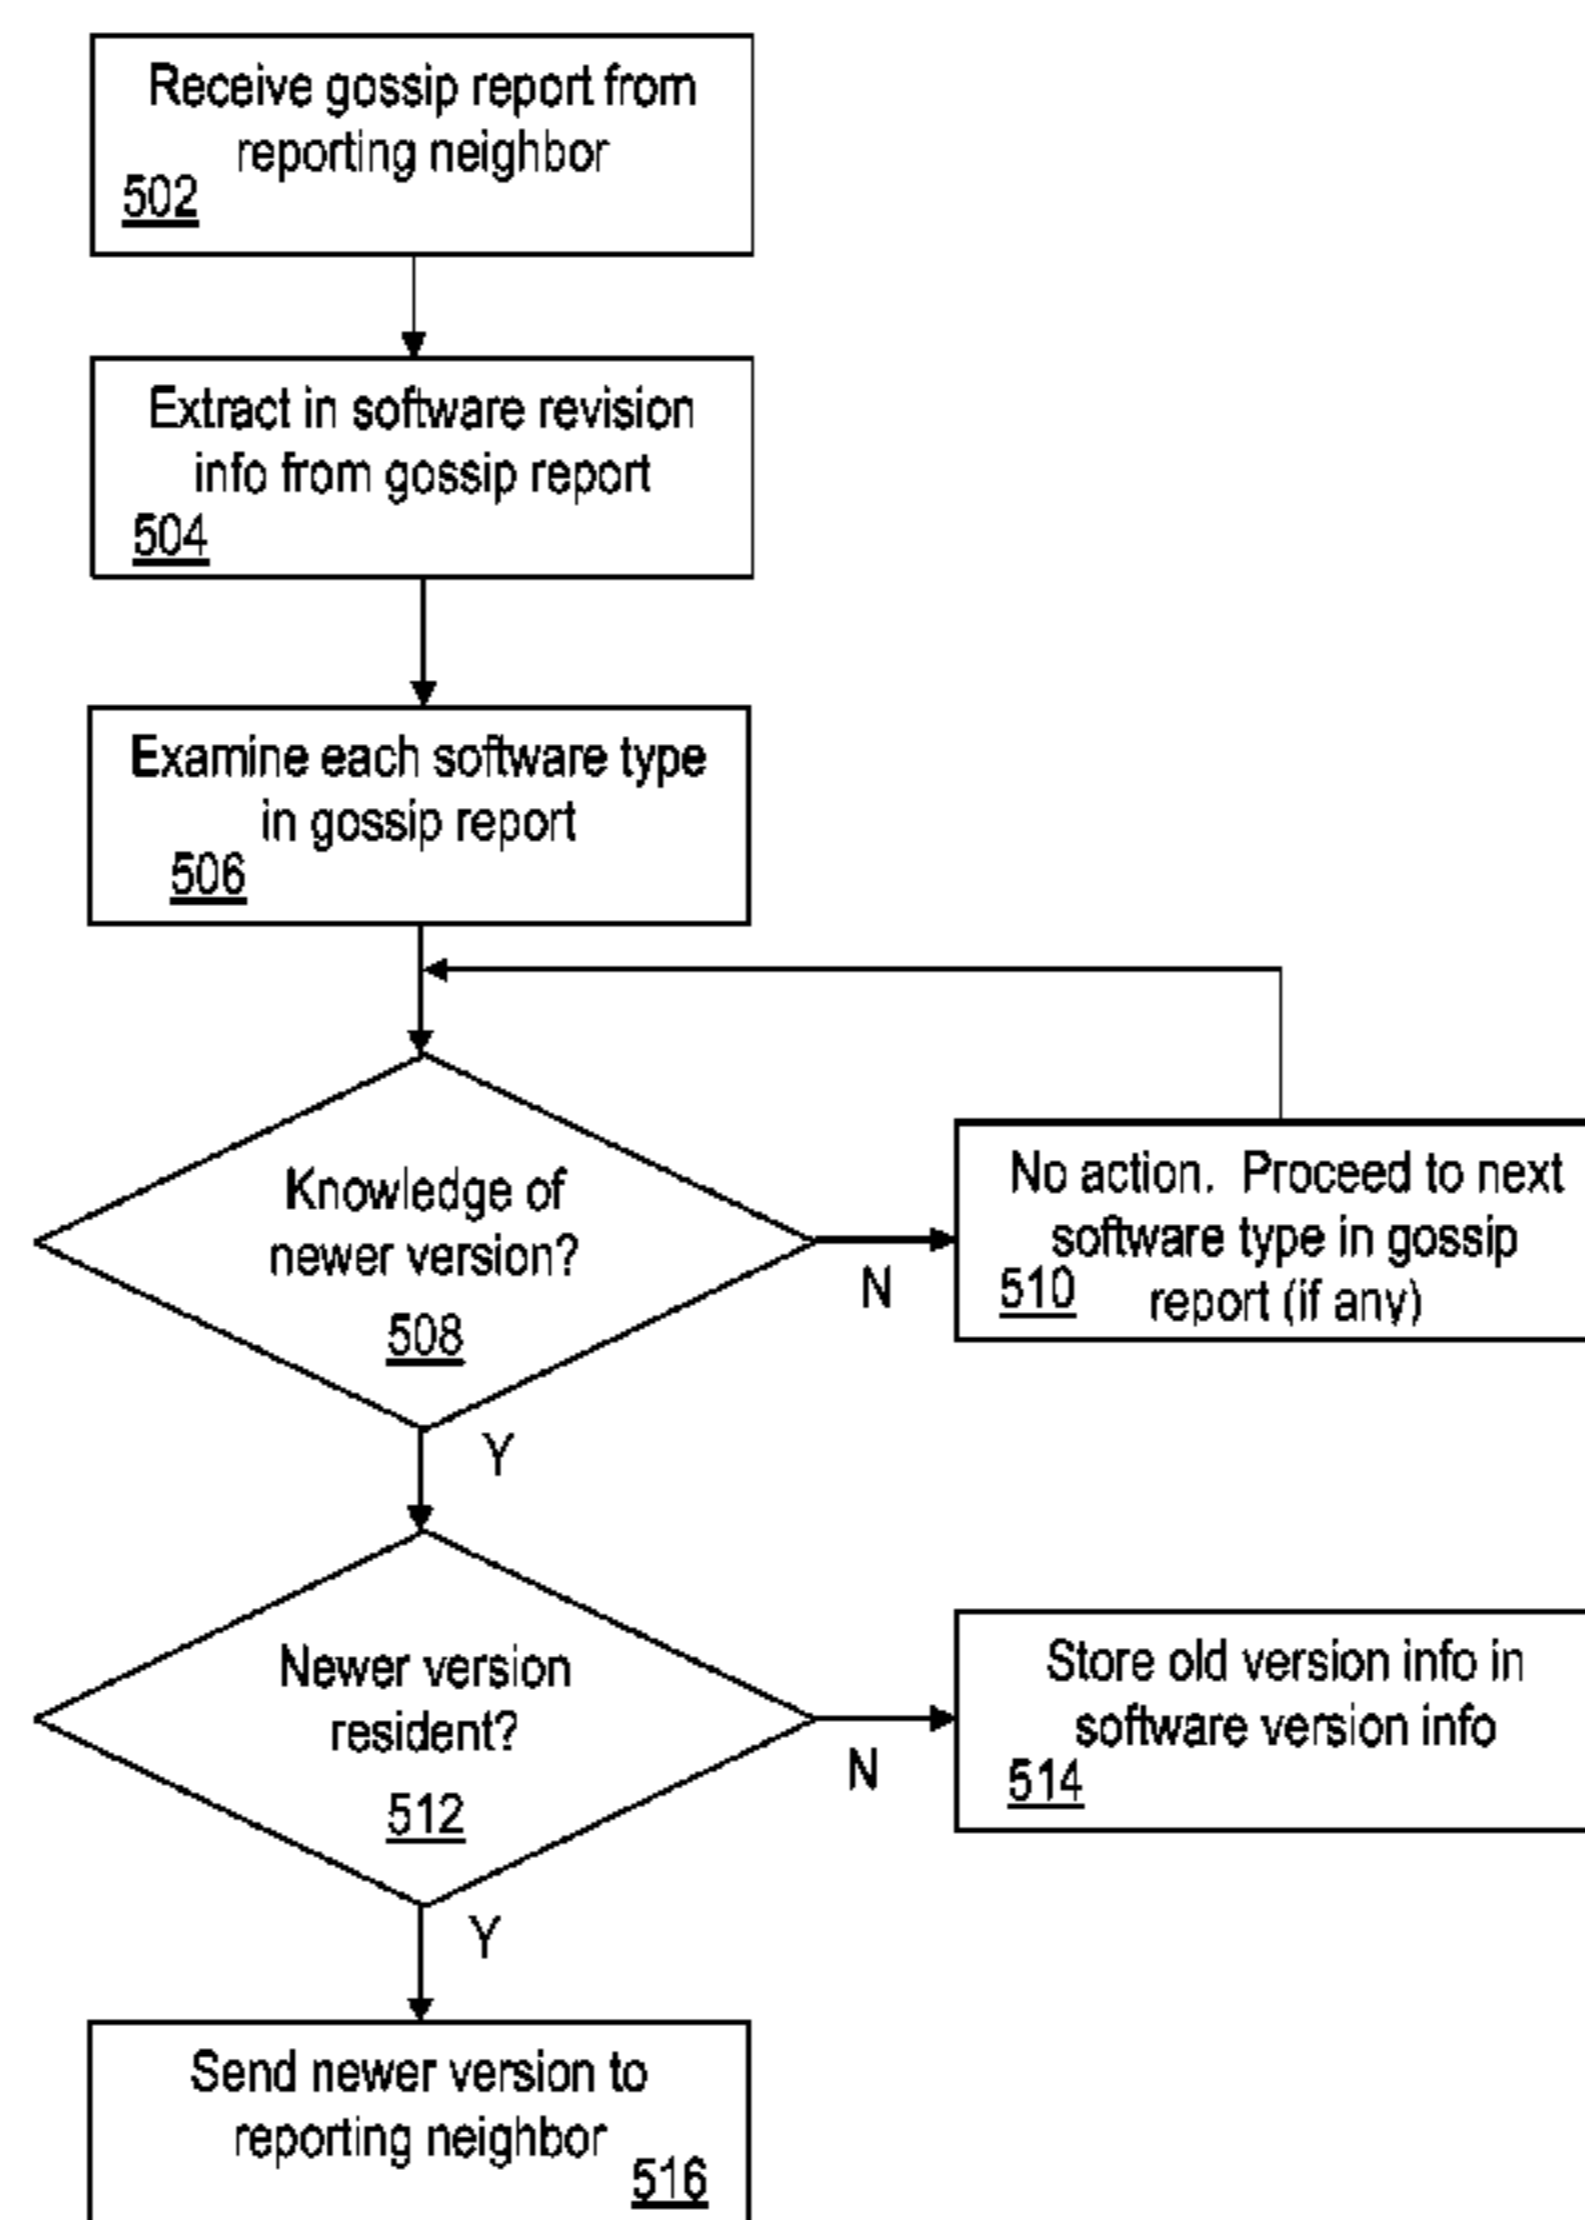 Receive gossip report from
reporting neighbor
502
Extract in software revision
info from gossip report
504
Examine each software type
in gossip report
506
Knowledge of
newer version?
508
N
No action. Proceed to next
software type in gossip
510 report (if any)
Y
Newer version
resident?
512
N
Store old version info in
software version info
514
Y
Send newer version to
reporting neighbor
516